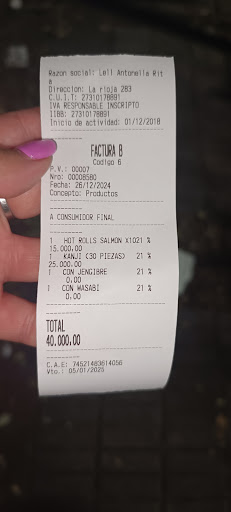 Razon social: Lell Antonella Rit
a
Direccion: La rioja 283
C.U.I.T: 27310178891
IVA RESPONSABLE INSCRIPTO
IIBB: 27310178891
Inicio de actividad: 01/12/2018
FACTURA B
Codigo 6
P.V.: 00007
Nro: 00008580
Fecha: 26/12/2024
Concepto: Productos
A CONSUMIDOR FINAL
1 HOT ROLLS SALMON X1021 %
15.000,00
1 KANJI (30 PIEZAS) 21 %
25.000,00
1 CON JENGIBRE 21 %
0,00
1 CON WASABI 21 %
0,00
TOTAL
40.000,00
C.A.E: 74521483614056
Vto.: 05/01/2025